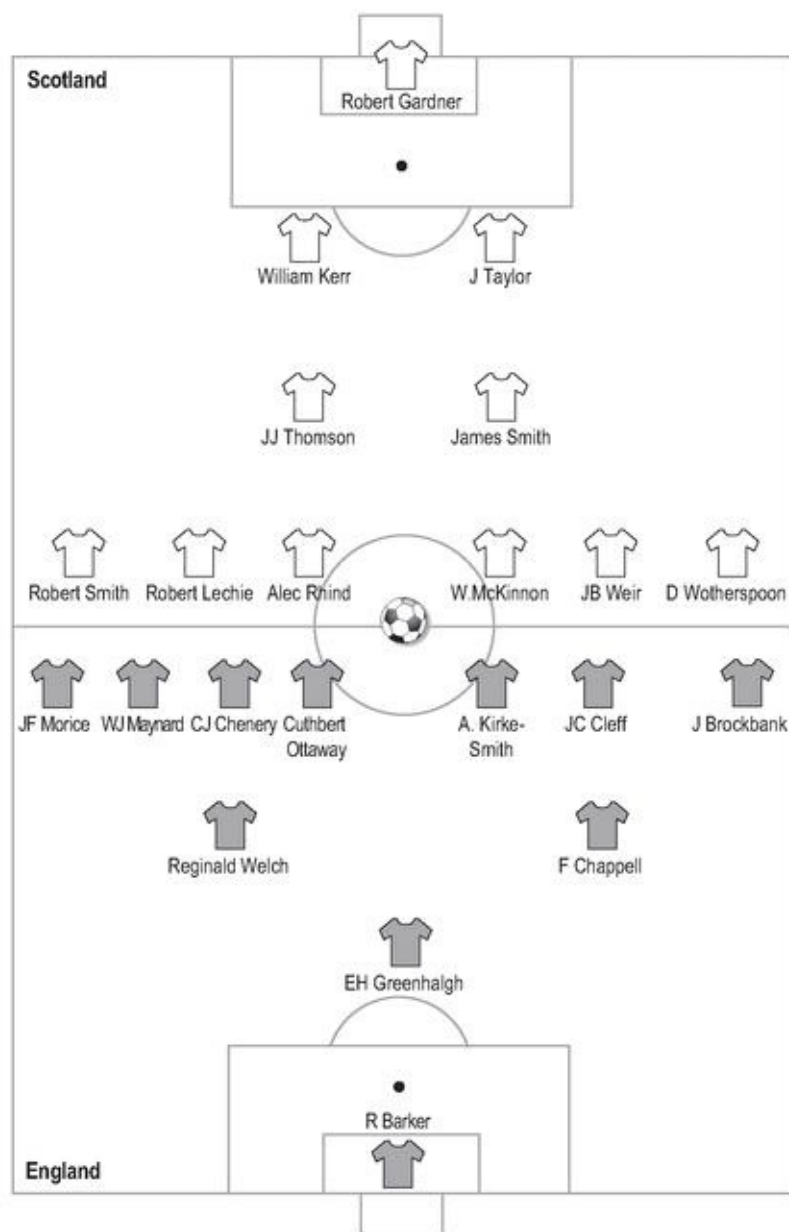 Scotland
Robert Gardner
William Kerr
J Taylor
JJ Thomson
James Smith
Robert Smith
Robert Lechie
Alec Rhind
W.McKinnon
JB Weir
D Wotherspoon
JF Morice
WJ Maynard
CJ Chenery
Cuthbert
Ottaway
A. Kirke-
Smith
JC Cleff
J Brockbank
Reginald Welch
F Chappell
EH Greenhalgh
R Barker
England